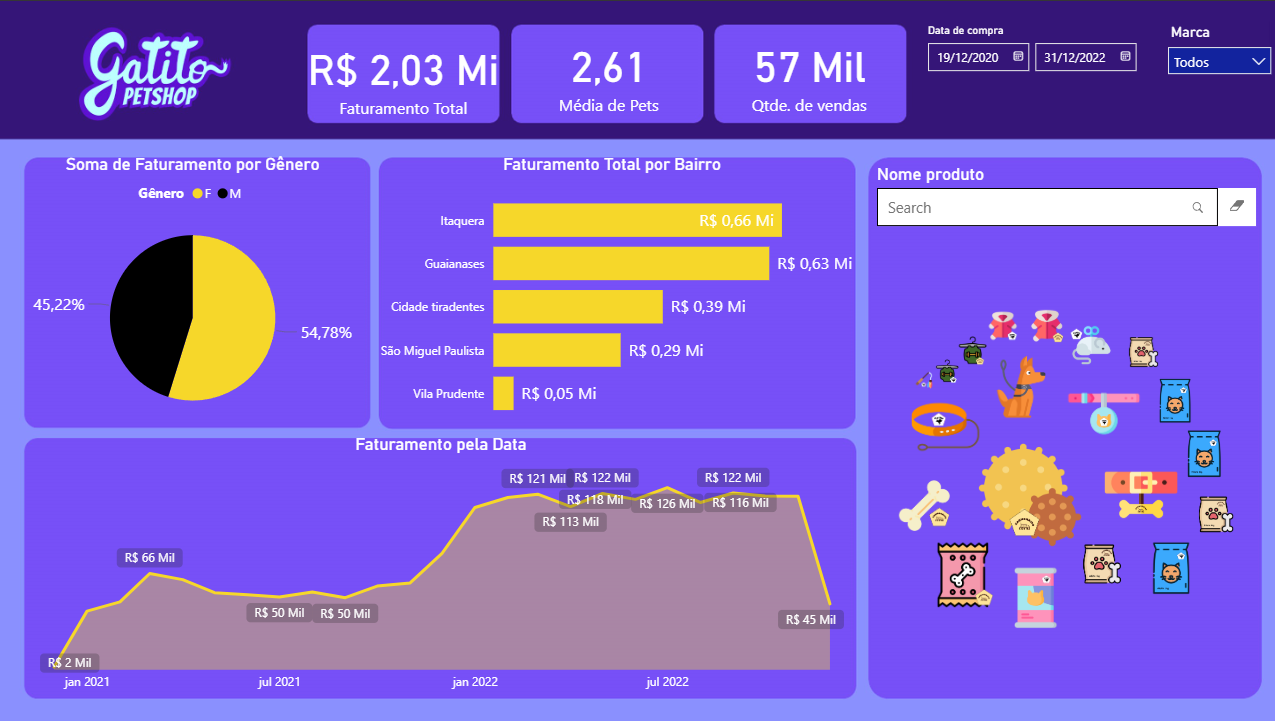 Gatito
PETSHOP
R$ 2,03 Mi
Faturamento Total
2,61
Média de Pets
57 Mil
Qtde. de vendas
Data de compra
19/12/2020
31/12/2022
Marca
Todos
Soma de Faturamento por Gênero
Gênero F M
45,22%
54,78%
Faturamento Total por Bairro
Itaquera R$ 0,66 Mi
Guaianases R$ 0,63 Mi
Cidade tiradentes R$ 0,39 Mi
São Miguel Paulista R$ 0,29 Mi
Vila Prudente R$ 0,05 Mi
Nome produto
Search
Faturamento pela Data
R$ 121 Mil R$ 122 Mil R$ 122 Mil
R$ 118 Mil R$ 126 Mil R$ 116 Mil
R$ 113 Mil
R$ 66 Mil
R$ 50 Mil R$ 50 Mil
R$ 45 Mil
R$ 2 Mil
jan 2021 jul 2021 jan 2022 jul 2022